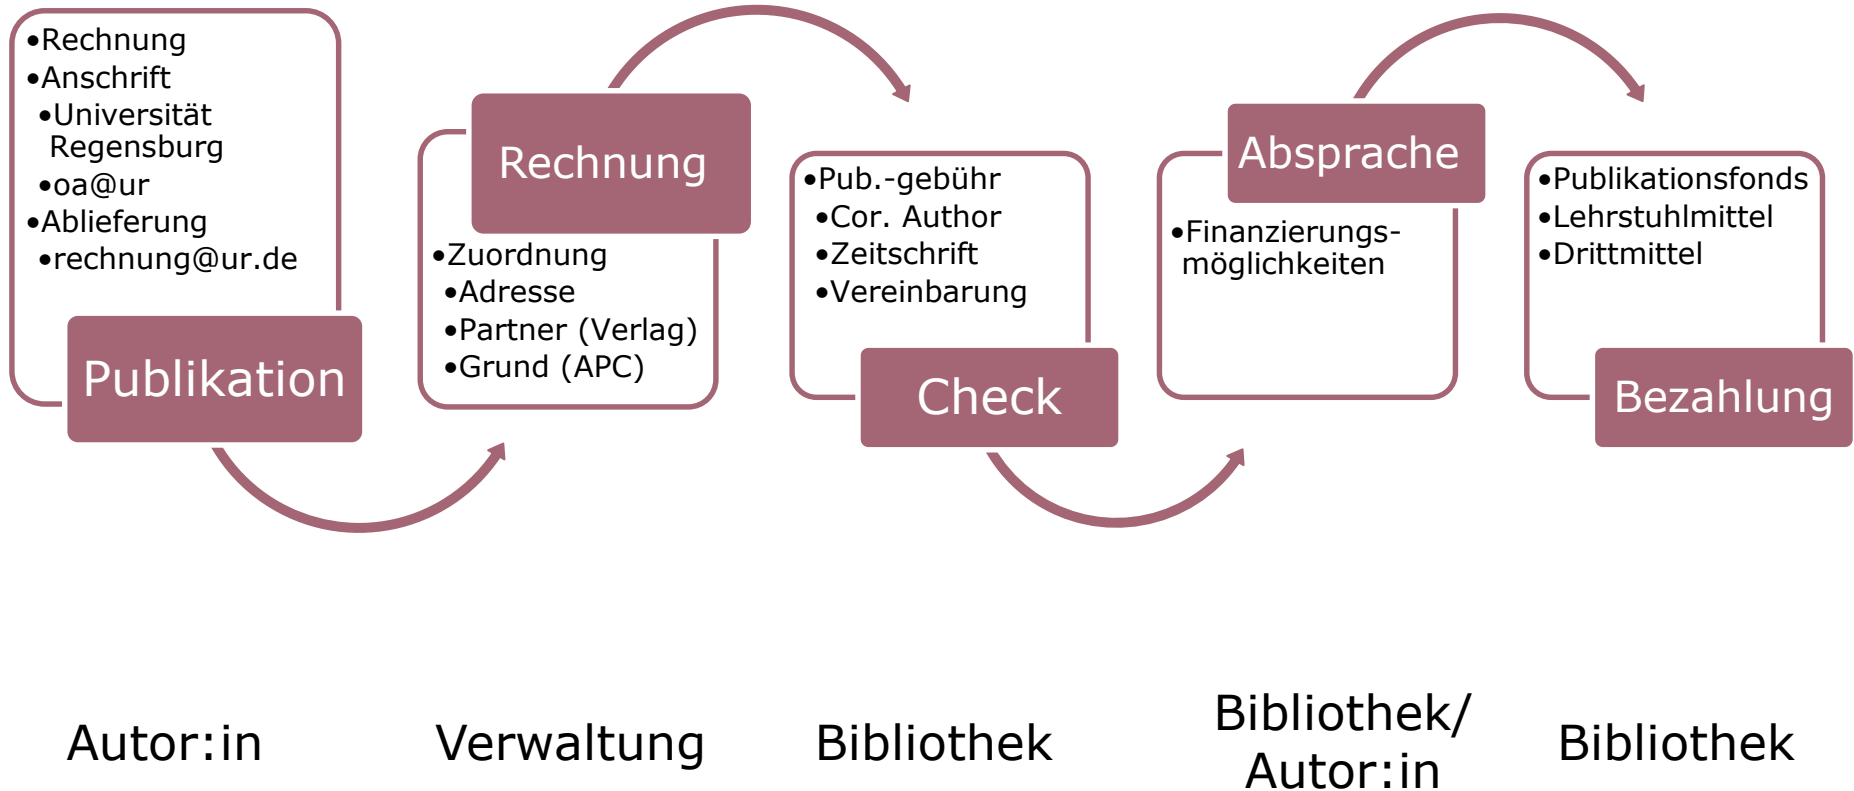 •Rechnung
•Anschrift
•Universität
Regensburg
•oa@ur
•Ablieferung
•rechnung@ur.de
Publikation
Rechnung
•Zuordnung
•Adresse
•Partner (Verlag)
•Grund (APC)
•Pub.-gebühr
•Cor. Author
•Zeitschrift
•Vereinbarung
Check
Absprache
•Finanzierungs-
möglichkeiten
•Publikationsfonds
•Lehrstuhlmittel
•Drittmittel
Bezahlung
Autor:in
Verwaltung
Bibliothek
Bibliothek/
Autor:in
Bibliothek